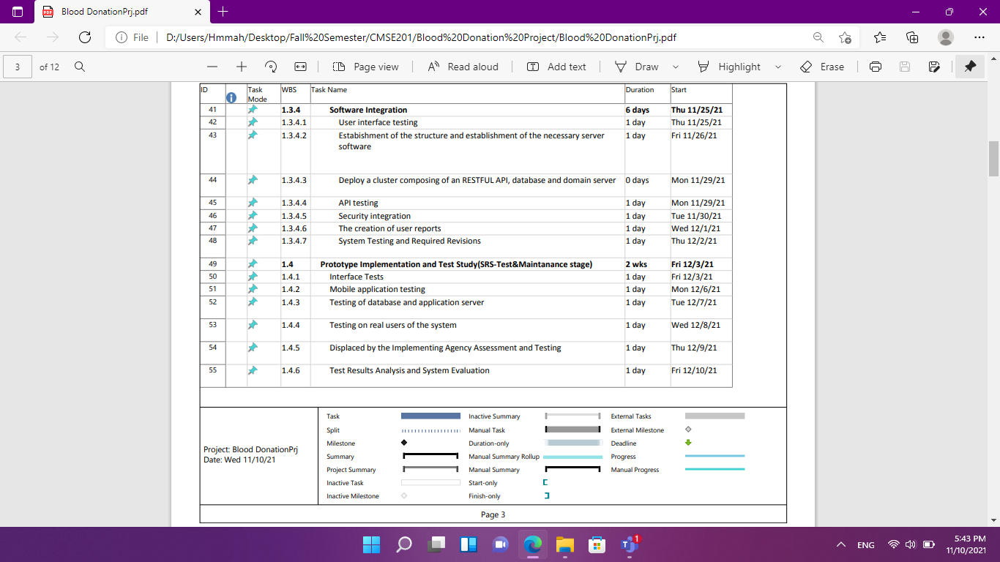 Blood DonationPrj.pdf
File D:/Users/Hmmah/Desktop/Fall%20Semester/CMSE201/Blood%20Donation%20Project/Blood%20DonationPrj.pdf
3 of 12 Page view Read aloud Add text Draw Highlight Erase
ID Task Mode WBS Task Name Duration Start
41 1.3.4 Software Integration 6 days Thu 11/25/21
42 1.3.4.1 User interface testing 1 day Thu 11/25/21
43 1.3.4.2 Estabishment of the structure and establishment of the necessary server 1 day Fri 11/26/21
software
44 1.3.4.3 Deploy a cluster composing of an RESTFUL API, database and domain server 0 days Mon 11/29/21
45 1.3.4.4 API testing 1 day Mon 11/29/21
46 1.3.4.5 Security integration 1 day Tue 11/30/21
47 1.3.4.6 The creation of user reports 1 day Wed 12/1/21
48 1.3.4.7 System Testing and Required Revisions 1 day Thu 12/2/21
49 1.4 Prototype Implementation and Test Study(SRS-Test&Maintanance stage) 2 wks Fri 12/3/21
50 1.4.1 Interface Tests 1 day Fri 12/3/21
51 1.4.2 Mobile application testing 1 day Mon 12/6/21
52 1.4.3 Testing of database and application server 1 day Tue 12/7/21
53 1.4.4 Testing on real users of the system 1 day Wed 12/8/21
54 1.4.5 Displaced by the Implementing Agency Assessment and Testing 1 day Thu 12/9/21
55 1.4.6 Test Results Analysis and System Evaluation 1 day Fri 12/10/21
Project: Blood DonationPrj
Date: Wed 11/10/21
Task Inactive Summary External Tasks
Split Manual Task External Milestone
Milestone Duration-only Deadline
Summary Manual Summary Rollup Progress
Project Summary Manual Summary Manual Progress
Inactive Task Start-only
Inactive Milestone Finish-only
Page 3
1
ENG 5:43 PM
11/10/2021